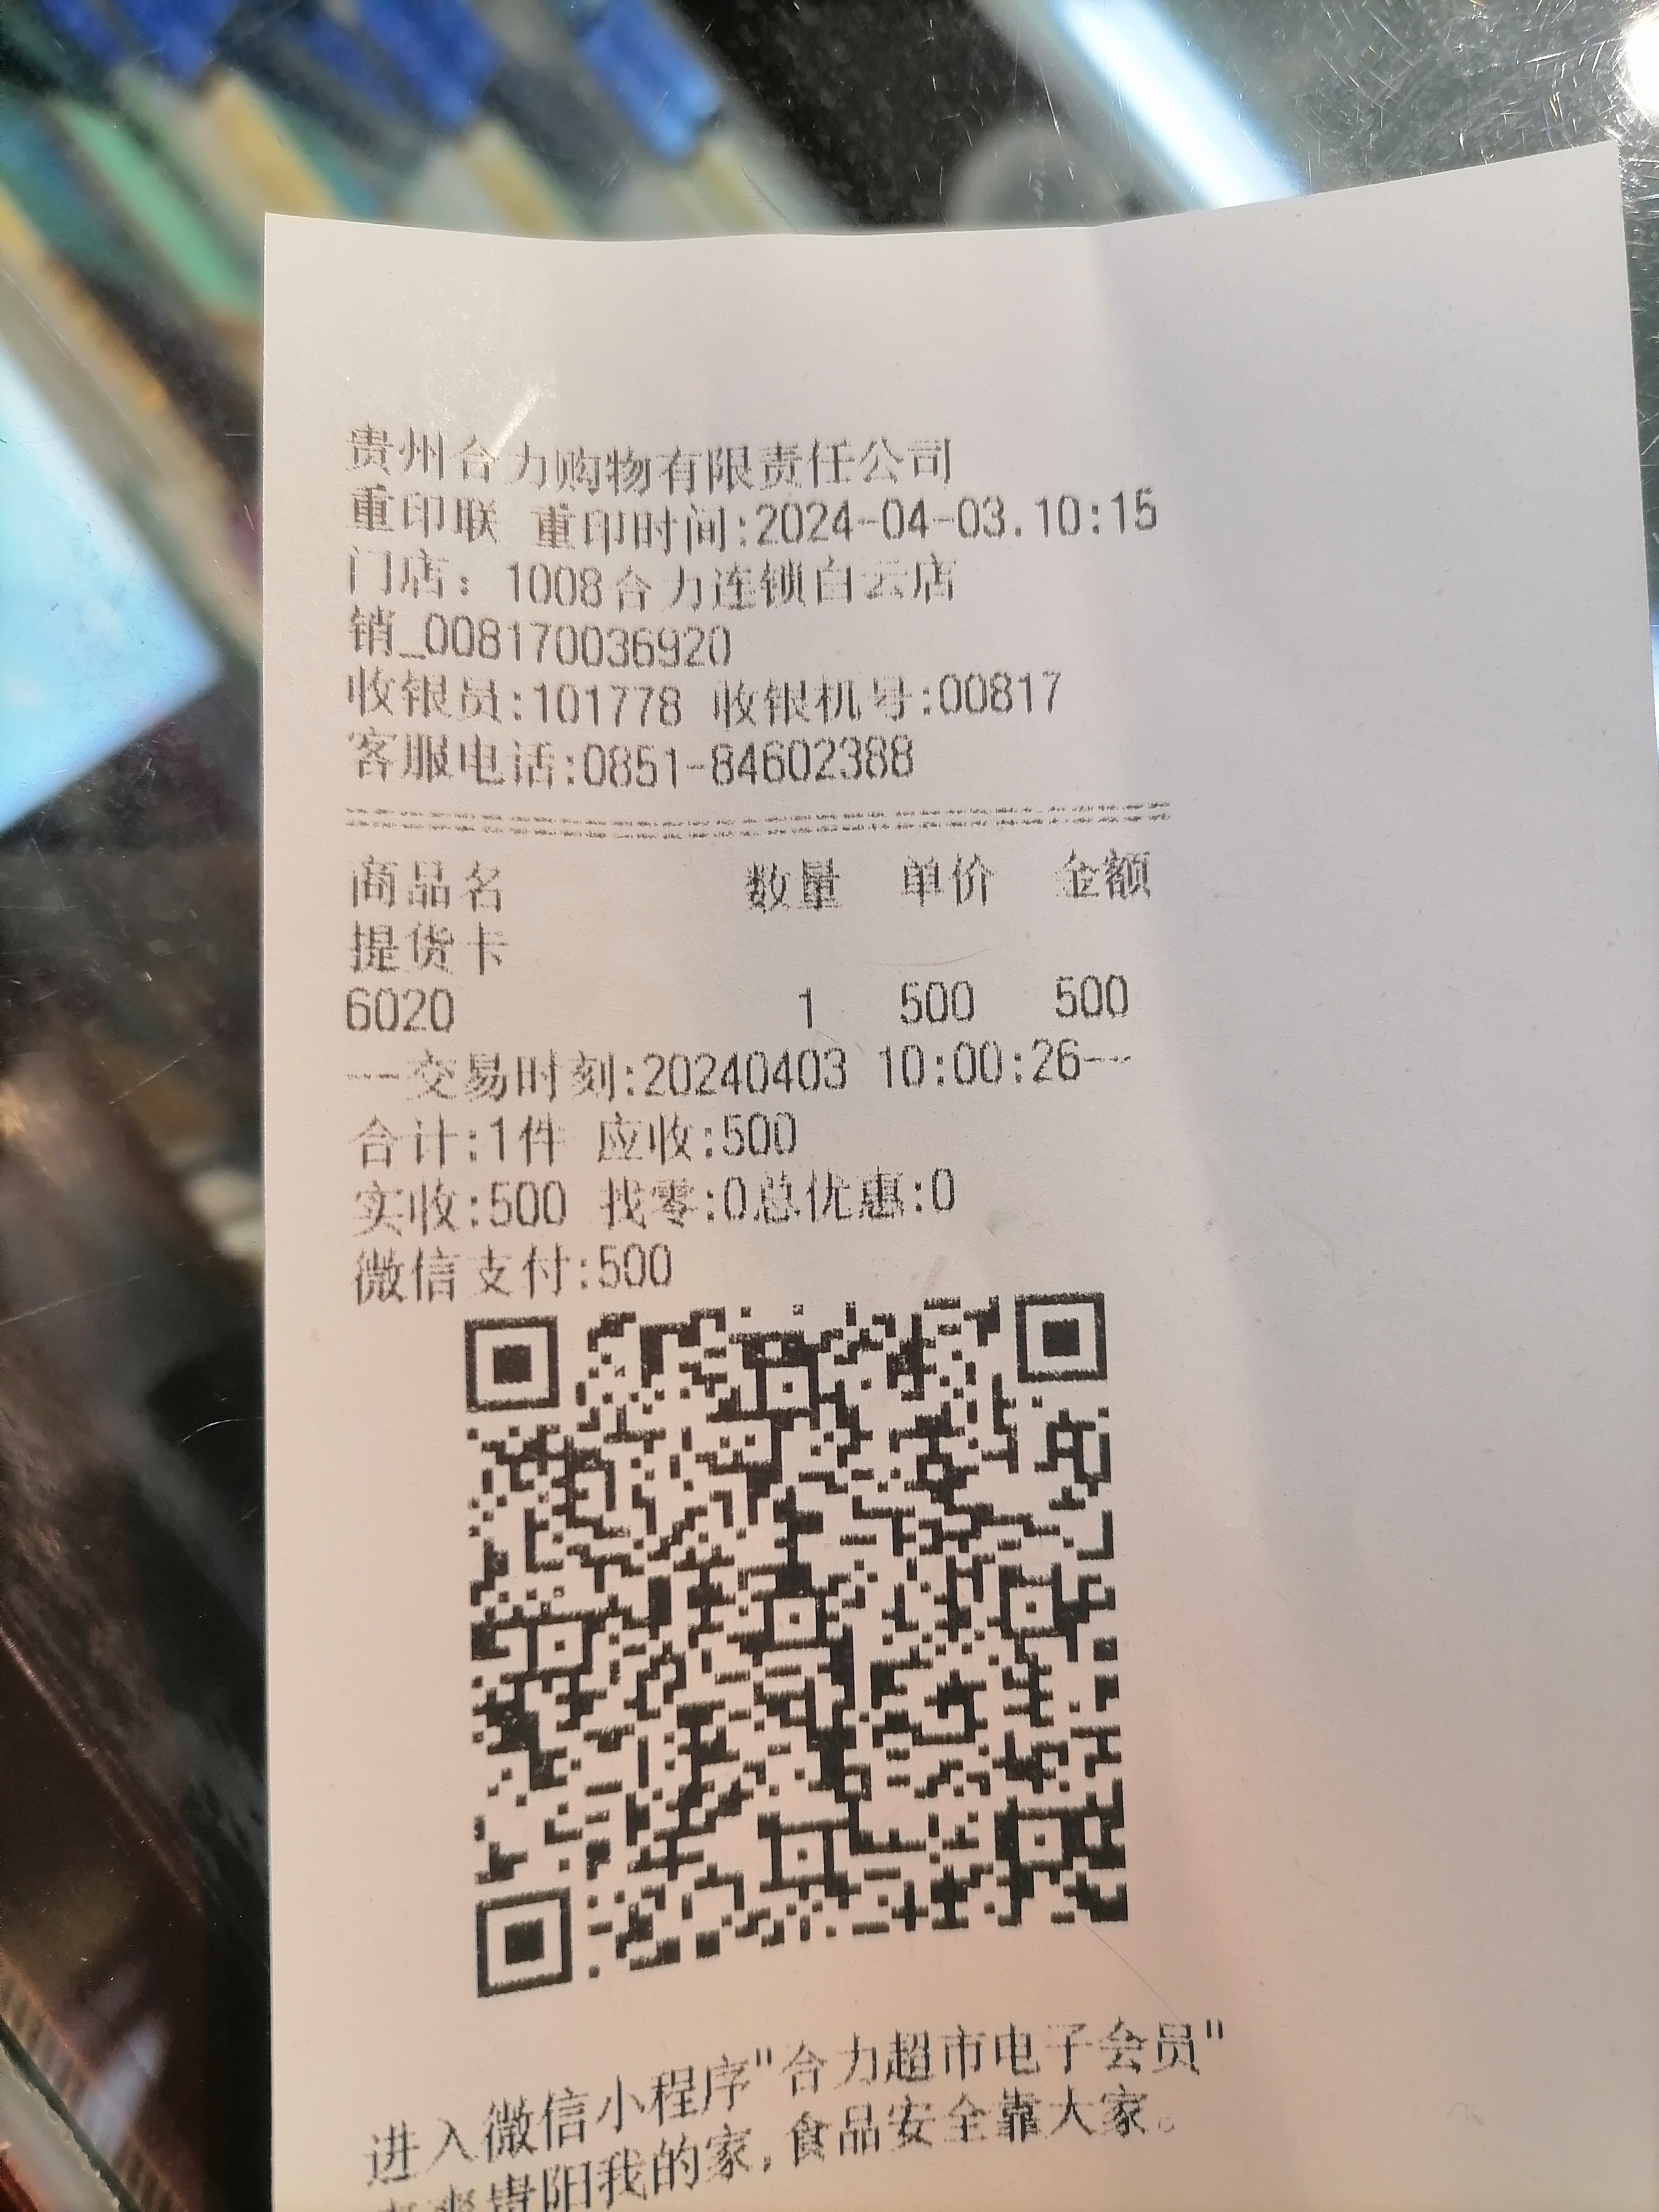 贵州合力购物有限责任公司
重印联 重印时间:2024-04-03.10:15
门店：1008合力连锁白云店
销_008170036920
收银员:101778 收银机号:00817
客服电话:0851-84602388
商品名 数量 单价 金额
提货卡
6020 1 500 500
--交易时刻:20240403 10:00:26--
合计:1件 应收:500
实收:500 找零:0总优惠:0
微信支付:500
进入微信小程序"合力超市电子会员"
爽贵阳我的家,食品安全靠大家。